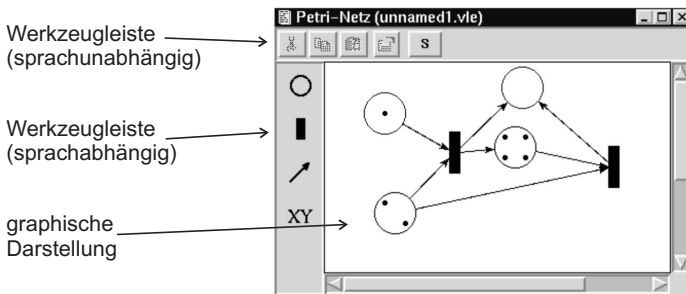 Petri-Netz (unnamed1.vle)
Werkzeugleiste
(sprachunabhängig)
S
Werkzeugleiste
(sprachabhängig)
XY
graphische
Darstellung